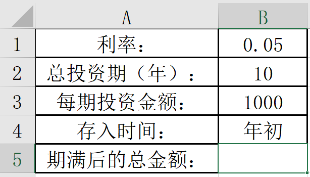 A B
1 利率： 0.05
2 总投资期（年）： 10
3 每期投资金额： 1000
4 存入时间： 年初
5 期满后的总金额：